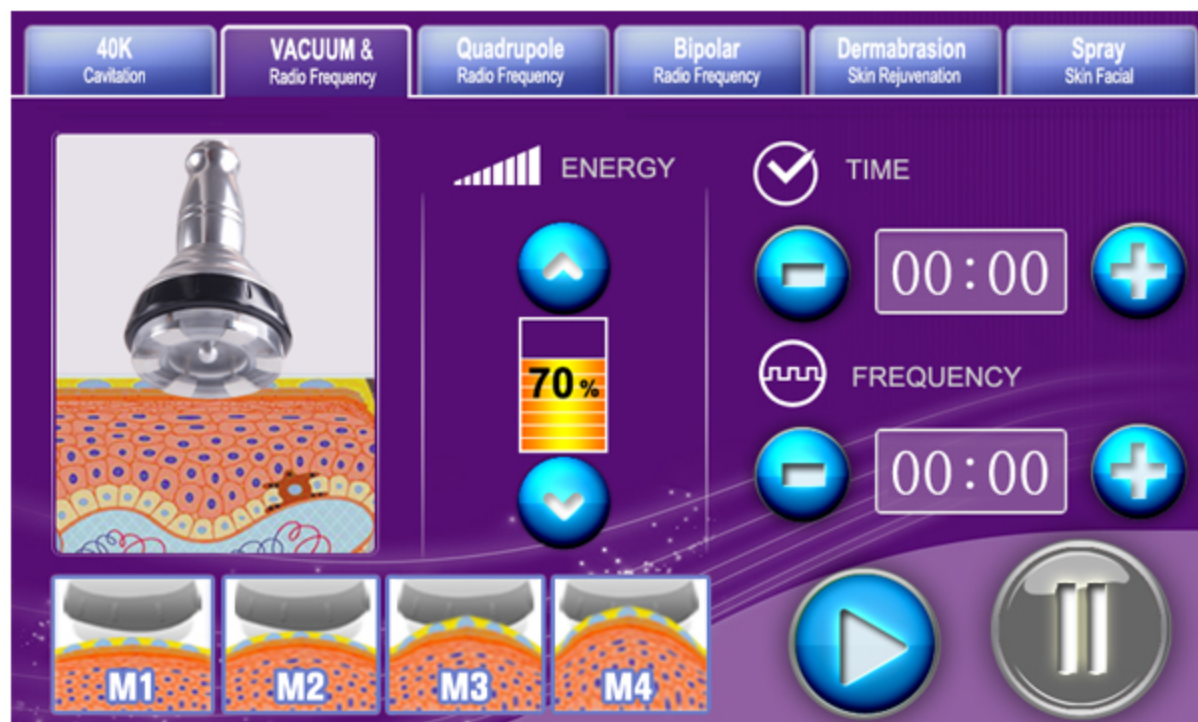 40K
Cavitation
VACUUM &
Radio Frequency
Quadrupole
Radio Frequency
Bipolar
Radio Frequency
Dermabrasion
Skin Rejuvenation
Spray
Skin Facial
ENERGY
70%
TIME
00:00
FREQUENCY
00:00
M1
M2
M3
M4